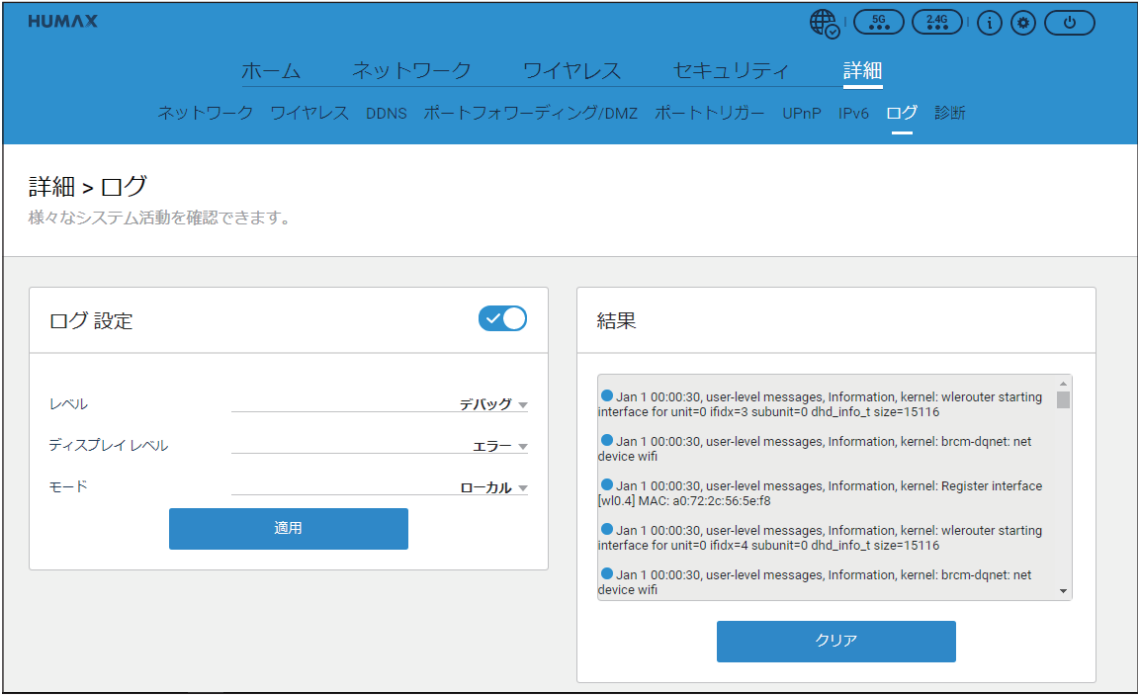 HUMAX
5G 2.4G
ホーム ネットワーク ワイヤレス セキュリティ 詳細
ネットワーク ワイヤレス DDNS ポートフォワーディング/DMZ ポートトリガー UPnP IPv6 ログ 診断
詳細 > ログ
様々なシステム活動を確認できます。
ログ 設定
レベル デバッグ
ディスプレイ レベル エラー
モード ローカル
適用
結果
Jan 1 00:00:30, user-level messages, Information, kernel: wlerouter starting
interface for unit=0 ifidx=3 subunit=0 dhd_info_t size=15116
Jan 1 00:00:30, user-level messages, Information, kernel: brcm-dqnet: net
device wifi
Jan 1 00:00:30, user-level messages, Information, kernel: Register interface
[wl0.4] MAC: a0:72:2c:56:5e:f8
Jan 1 00:00:30, user-level messages, Information, kernel: wlerouter starting
interface for unit=0 ifidx=4 subunit=0 dhd_info_t size=15116
Jan 1 00:00:30, user-level messages, Information, kernel: brcm-dqnet: net
device wifi
クリア